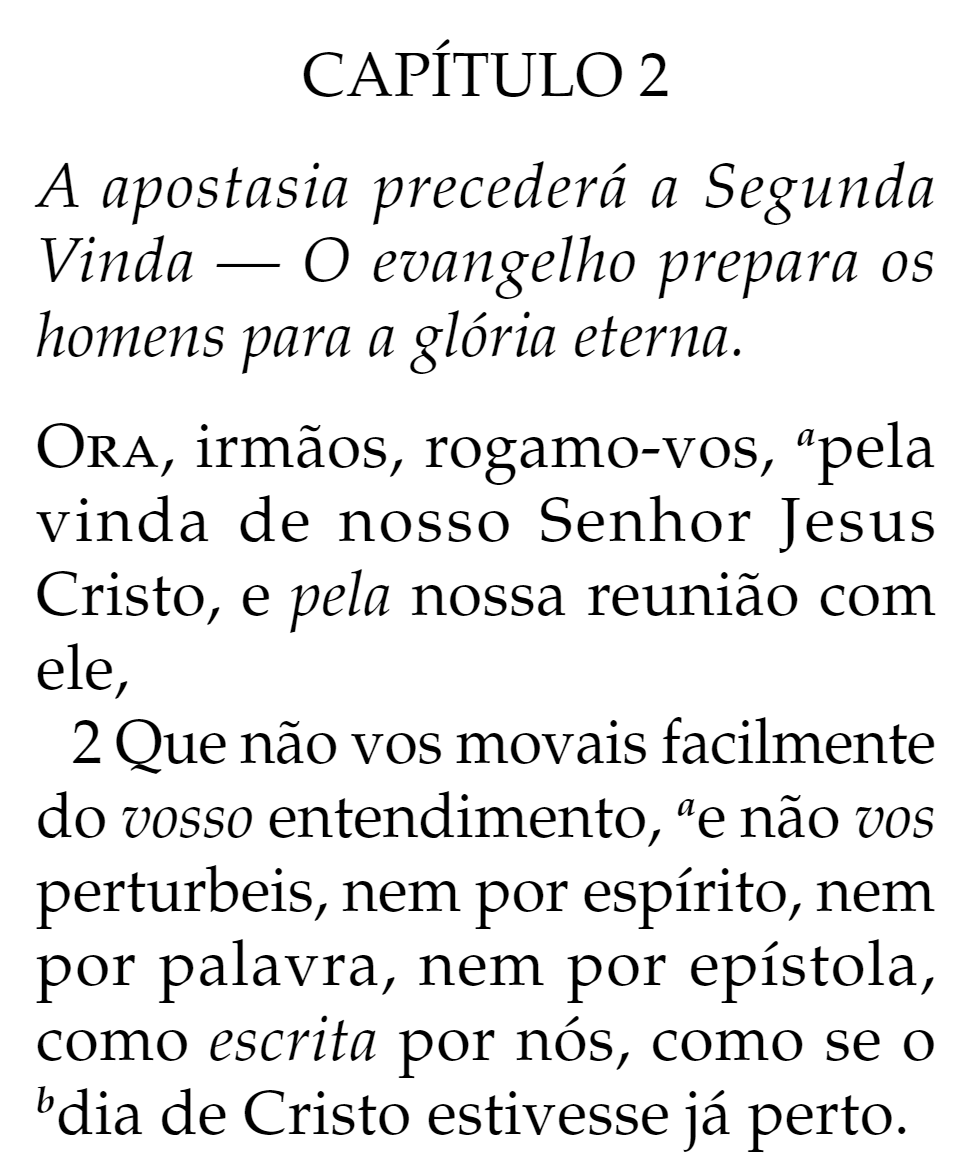 CAPÍTULO 2
A apostasia precederá a Segunda
Vinda — O evangelho prepara os
homens para a glória eterna.
ORA, irmãos, rogamo-vos, apela
vinda de nosso Senhor Jesus
Cristo, e pela nossa reunião com
ele,
2 Que não vos movais facilmente
do vosso entendimento, ae não vos
perturbeis, nem por espírito, nem
por palavra, nem por epístola,
como escrita por nós, como se o
bdia de Cristo estivesse já perto.